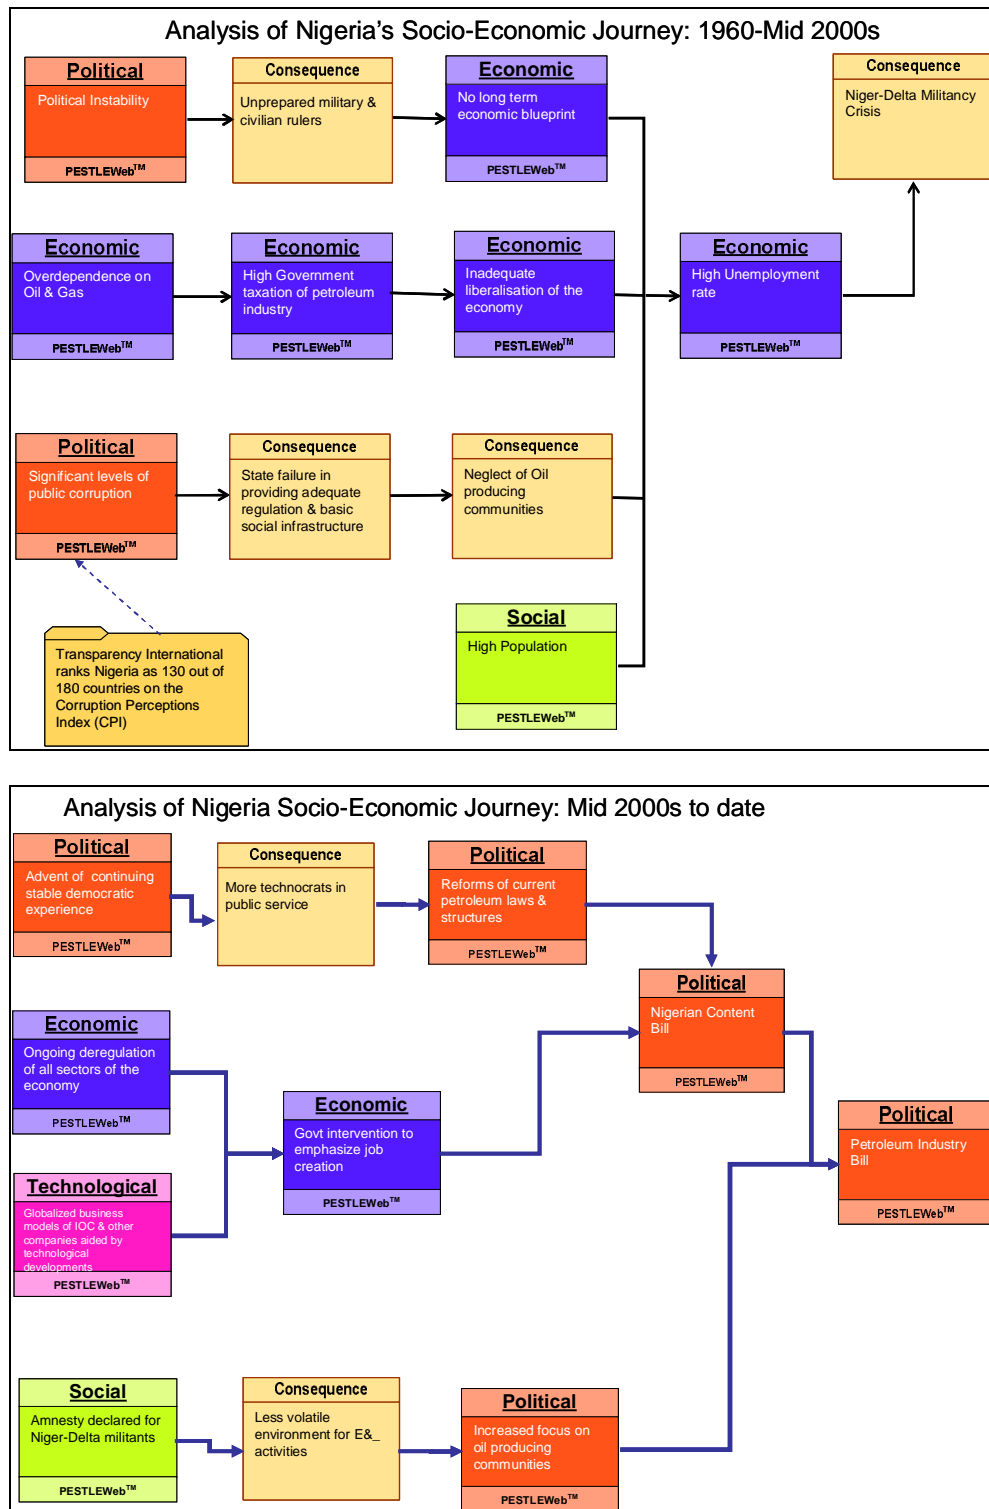 Analysis of Nigeria's Socio-Economic Journey: 1960-Mid 2000s
Political
Political Instability
PESTLEWeb™
Consequence
Unprepared military &
civilian rulers
Economic
No long term
economic blueprint
PESTLEWeb™
Consequence
Niger-Delta Militancy
Crisis
Economic
Overdependence on
Oil & Gas
PESTLEWeb™
Economic
High Government
taxation of petroleum
industry
PESTLEWeb™
Economic
Inadequate
liberalisation of the
economy
PESTLEWeb™
Economic
High Unemployment
rate
PESTLEWeb™
Political
Significant levels of
public corruption
PESTLEWeb™
Consequence
State failure in
providing adequate
regulation & basic
social infrastructure
Consequence
Neglect of Oil
producing
communities
Social
High Population
PESTLEWeb™
Transparency International
ranks Nigeria as 130 out of
180 countries on the
Corruption Perceptions
Index (CPI)
Analysis of Nigeria Socio-Economic Journey: Mid 2000s to date
Political
Advent of continuing
stable democratic
experience
PESTLEWeb™
Consequence
More technocrats in
public service
Political
Reforms of current
petroleum laws &
structures
PESTLEWeb™
Political
Nigerian Content
Bill
PESTLEWeb™
Economic
Ongoing deregulation
of all sectors of the
economy
PESTLEWeb™
Economic
Govt intervention to
emphasize job
creation
PESTLEWeb™
Political
Petroleum Industry
Bill
PESTLEWeb™
Technological
Globalized business
models of IOC & other
companies aided by
technological
developments
PESTLEWeb™
Social
Amnesty declared for
Niger-Delta militants
PESTLEWeb™
Consequence
Less volatile
environment for E&_
activities
Political
Increased focus on
oil producing
communities
PESTLEWeb™